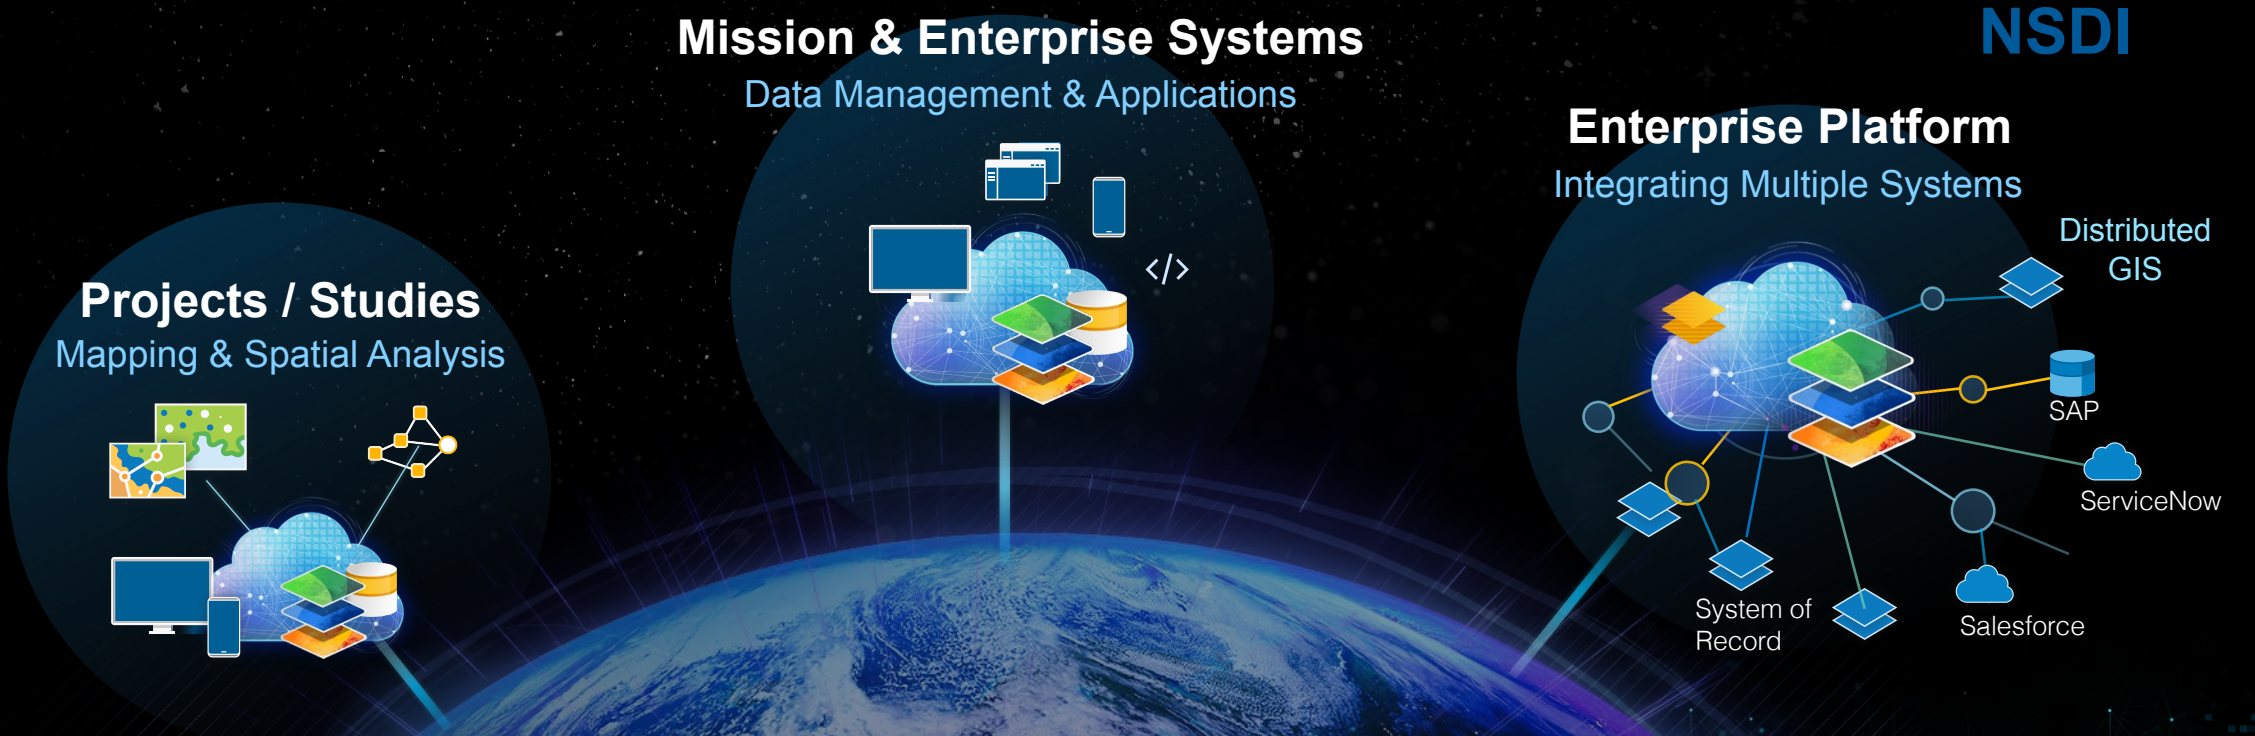 Projects / Studies
Mapping & Spatial Analysis
Mission & Enterprise Systems
Data Management & Applications
</>
NSDI
Enterprise Platform
Integrating Multiple Systems
Distributed
GIS
SAP
ServiceNow
Salesforce
System of
Record